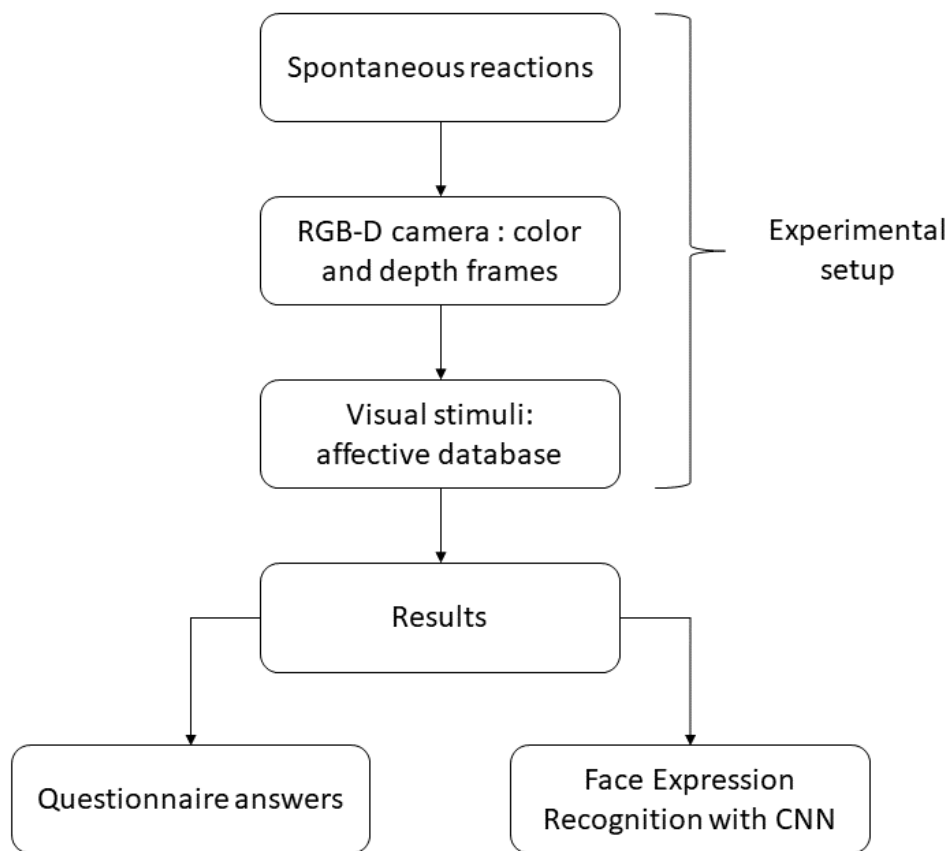 Spontaneous reactions
RGB-D camera : color
and depth frames
Experimental
setup
Visual stimuli:
affective database
Results
Questionnaire answers
Face Expression
Recognition with CNN